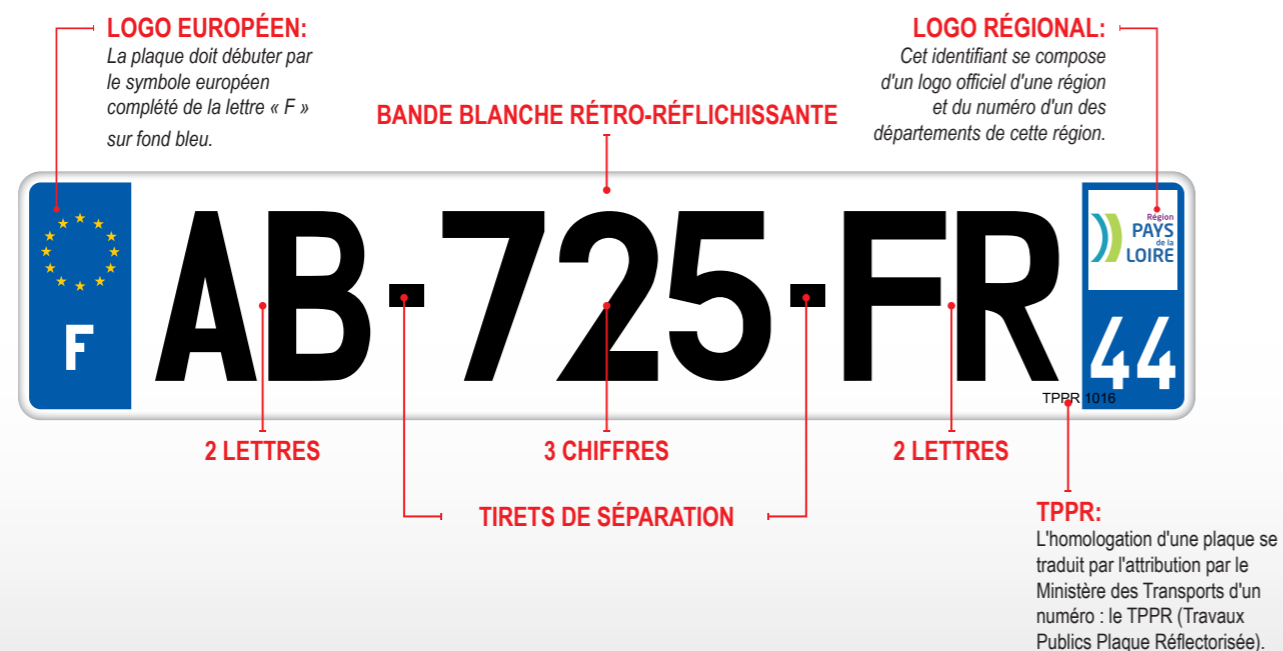 LOGO EUROPÉEN:
La plaque doit débuter par
le symbole européen
complété de la lettre « F »
sur fond bleu.
BANDE BLANCHE RÉTRO-RÉFLICHISSANTE
LOGO RÉGIONAL:
Cet identifiant se compose
d'un logo officiel d'une région
et du numéro d'un des
départements de cette région.
F
AB-725-FR
Région
PAYS
de la
LOIRE
44
TPPR 1016
2 LETTRES
3 CHIFFRES
2 LETTRES
TIRETS DE SÉPARATION
TPPR:
L'homologation d'une plaque se
traduit par l'attribution par le
Ministère des Transports d'un
numéro : le TPPR (Travaux
Publics Plaque Réflectorisée).